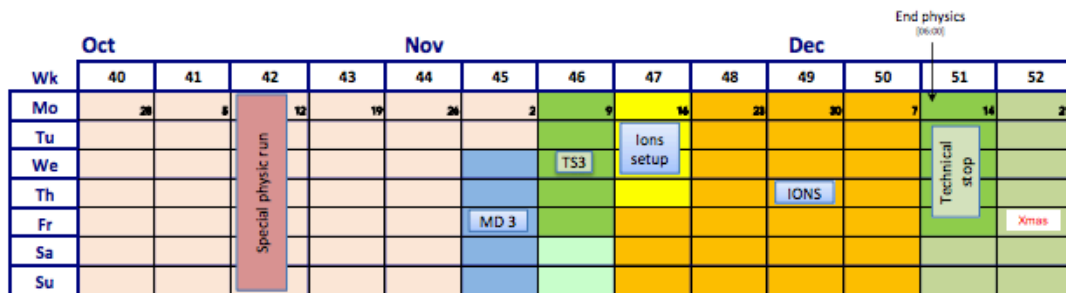 End physics
[06:00]
Oct Nov Dec
Wk 40 41 42 43 44 45 46 47 48 49 50 51 52
Mo 28 5 12 19 26 2 9 16 23 30 7 14 21
Tu
We
Th
Fr
Sa
Su
Special physic run
MD 3
TS3
Ions
setup
IONS
Technical
stop
Xmas